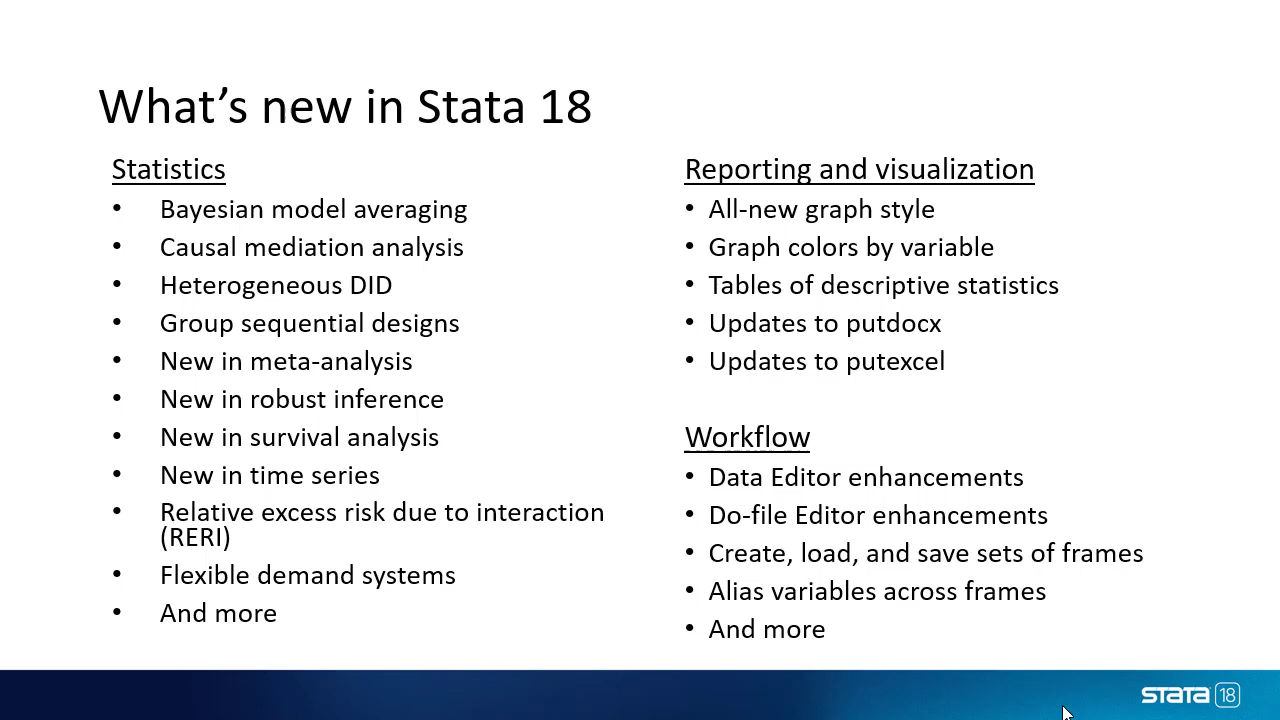 What’s new in Stata 18
Statistics
• Bayesian model averaging
• Causal mediation analysis
• Heterogeneous DID
• Group sequential designs
• New in meta-analysis
• New in robust inference
• New in survival analysis
• New in time series
• Relative excess risk due to interaction
(RERI)
• Flexible demand systems
• And more
Reporting and visualization
• All-new graph style
• Graph colors by variable
• Tables of descriptive statistics
• Updates to putdocx
• Updates to putexcel
Workflow
• Data Editor enhancements
• Do-file Editor enhancements
• Create, load, and save sets of frames
• Alias variables across frames
• And more
stata 18